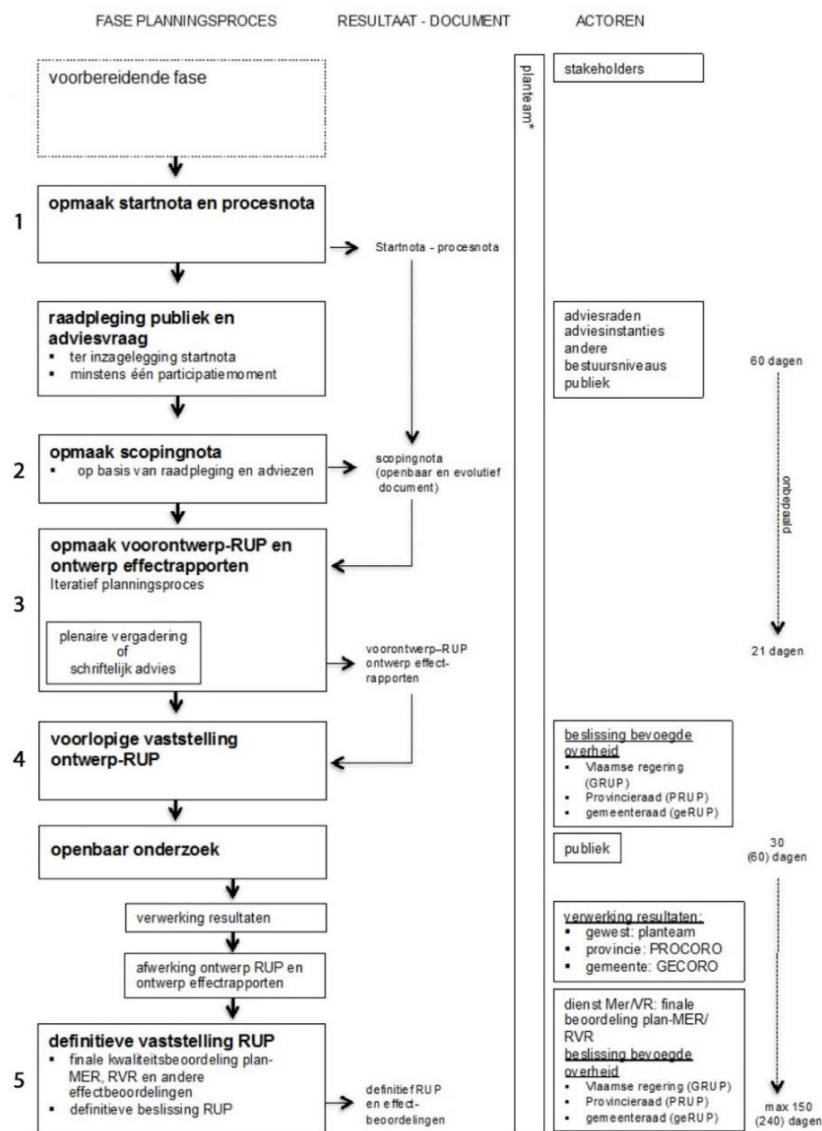 FASE PLANNINGSPROCES
RESULTAAT - DOCUMENT
ACTOREN
voorbereidende fase
planteam*
stakeholders
1
opmaak startnota en procesnota
Startnota - procesnota
raadpleging publiek en
adviesvraag
▪ ter inzagelegging startnota
▪ minstens één participatiemoment
adviesraden
adviesinstanties
andere
bestuursniveaus
publiek
60 dagen
2
opmaak scopingnota
▪ op basis van raadpleging en adviezen
scopingnota
(openbaar en evolutief
document)
onbepaald
3
opmaak voorontwerp-RUP en
ontwerp effectrapporten
Iteratief planningsproces
plenaire vergadering
of
schriftelijk advies
voorontwerp–RUP
ontwerp effect-
rapporten
21 dagen
4
voorlopige vaststelling
ontwerp-RUP
beslissing bevoegde
overheid
▪ Vlaamse regering
(GRUP)
▪ Provincieraad (PRUP)
▪ gemeenteraad (geRUP)
openbaar onderzoek
publiek
30
(60) dagen
verwerking resultaten
verwerking resultaten:
▪ gewest: planteam
▪ provincie: PROCORO
▪ gemeente: GECORO
afwerking ontwerp RUP en
ontwerp effectrapporten
5
definitieve vaststelling RUP
▪ finale kwaliteitsbeoordeling plan-
MER, RVR en andere
effectbeoordelingen
▪ definitieve beslissing RUP
definitief RUP
en effect-
beoordelingen
dienst Mer/VR: finale
beoordeling plan-MER/
RVR
beslissing bevoegde
overheid
▪ Vlaamse regering (GRUP)
▪ Provincieraad (PRUP)
▪ gemeenteraad (geRUP)
max 150
(240) dagen